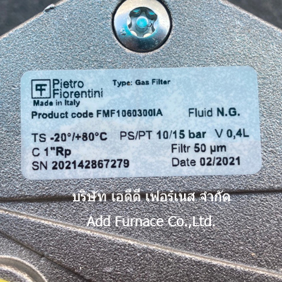 Pietro
Fiorentini
Type: Gas Filter
Made in Italy
Product code FMF1060300IA Fluid N.G.
TS -20°/+80°C PS/PT 10/15 bar V 0,4L
C 1"Rp Filtr 50 µm
SN 202142867279 Date 02/2021
บริษัท เอดีดี เฟอร์เนส จำกัด
Add Furnace Co.,Ltd.